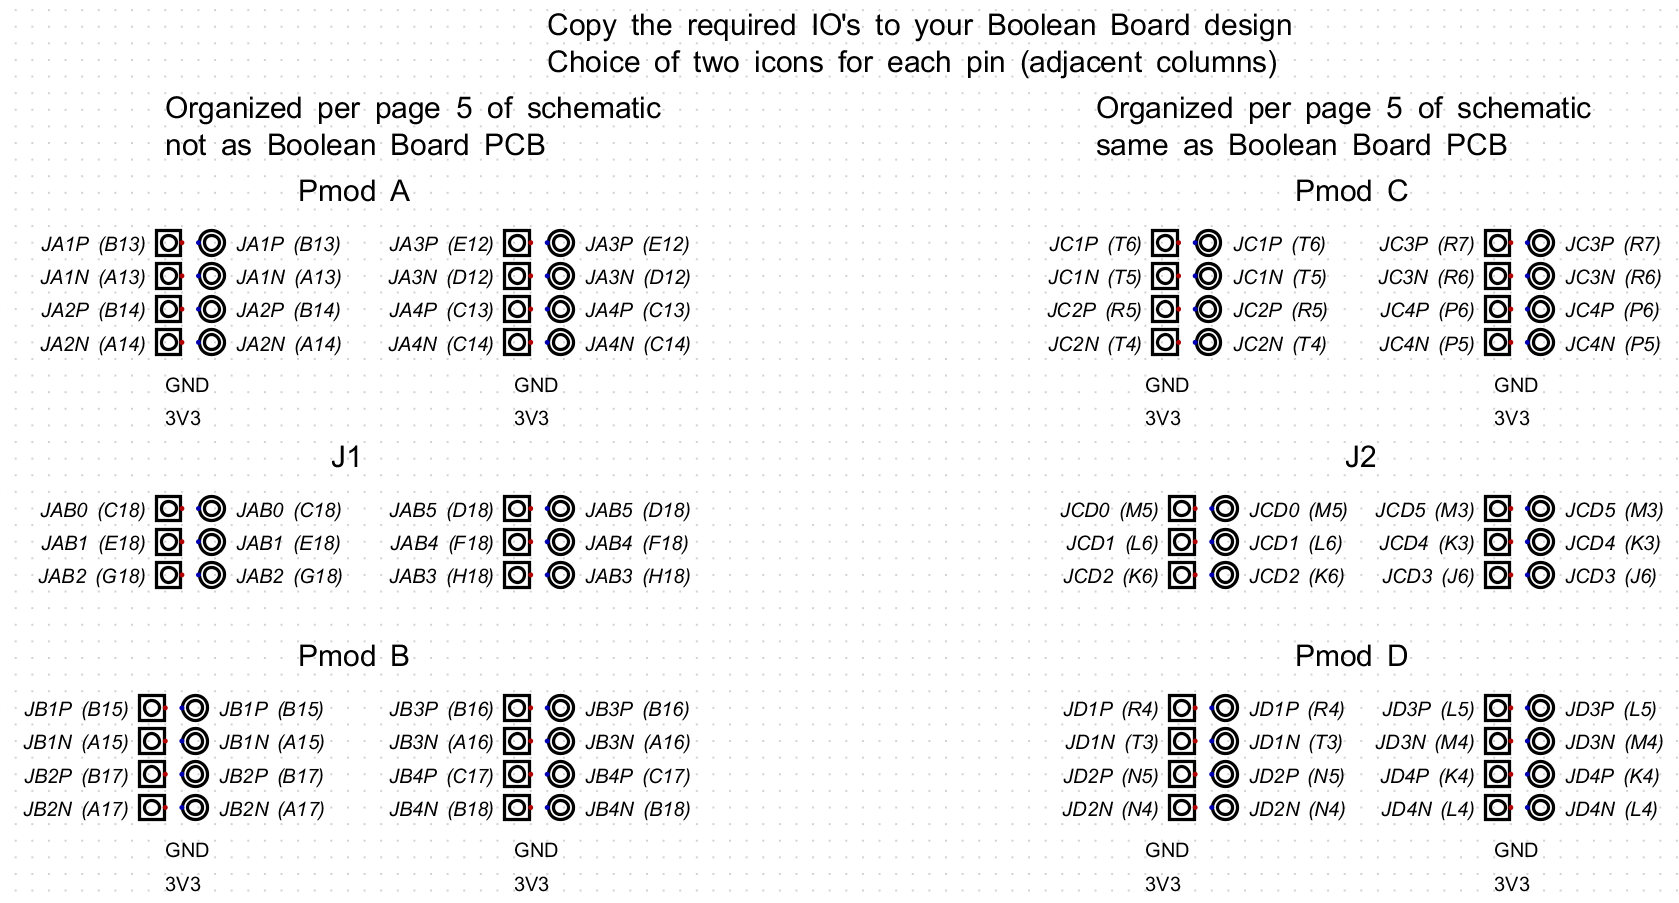 Copy the required IO's to your Boolean Board design
Choice of two icons for each pin (adjacent columns)
Organized per page 5 of schematic
not as Boolean Board PCB
Pmod A
JA1P (B13) JA1P (B13) JA3P (E12) JA3P (E12)
JA1N (A13) JA1N (A13) JA3N (D12) JA3N (D12)
JA2P (B14) JA2P (B14) JA4P (C13) JA4P (C13)
JA2N (A14) JA2N (A14) JA4N (C14) JA4N (C14)
GND GND
3V3 3V3
J1
JAB0 (C18) JAB0 (C18) JAB5 (D18) JAB5 (D18)
JAB1 (E18) JAB1 (E18) JAB4 (F18) JAB4 (F18)
JAB2 (G18) JAB2 (G18) JAB3 (H18) JAB3 (H18)
Pmod B
JB1P (B15) JB1P (B15) JB3P (B16) JB3P (B16)
JB1N (A15) JB1N (A15) JB3N (A16) JB3N (A16)
JB2P (B17) JB2P (B17) JB4P (C17) JB4P (C17)
JB2N (A17) JB2N (A17) JB4N (B18) JB4N (B18)
GND GND
3V3 3V3
Organized per page 5 of schematic
same as Boolean Board PCB
Pmod C
JC1P (T6) JC1P (T6) JC3P (R7) JC3P (R7)
JC1N (T5) JC1N (T5) JC3N (R6) JC3N (R6)
JC2P (R5) JC2P (R5) JC4P (P6) JC4P (P6)
JC2N (T4) JC2N (T4) JC4N (P5) JC4N (P5)
GND GND
3V3 3V3
J2
JCD0 (M5) JCD0 (M5) JCD5 (M3) JCD5 (M3)
JCD1 (L6) JCD1 (L6) JCD4 (K3) JCD4 (K3)
JCD2 (K6) JCD2 (K6) JCD3 (J6) JCD3 (J6)
Pmod D
JD1P (R4) JD1P (R4) JD3P (L5) JD3P (L5)
JD1N (T3) JD1N (T3) JD3N (M4) JD3N (M4)
JD2P (N5) JD2P (N5) JD4P (K4) JD4P (K4)
JD2N (N4) JD2N (N4) JD4N (L4) JD4N (L4)
GND GND
3V3 3V3